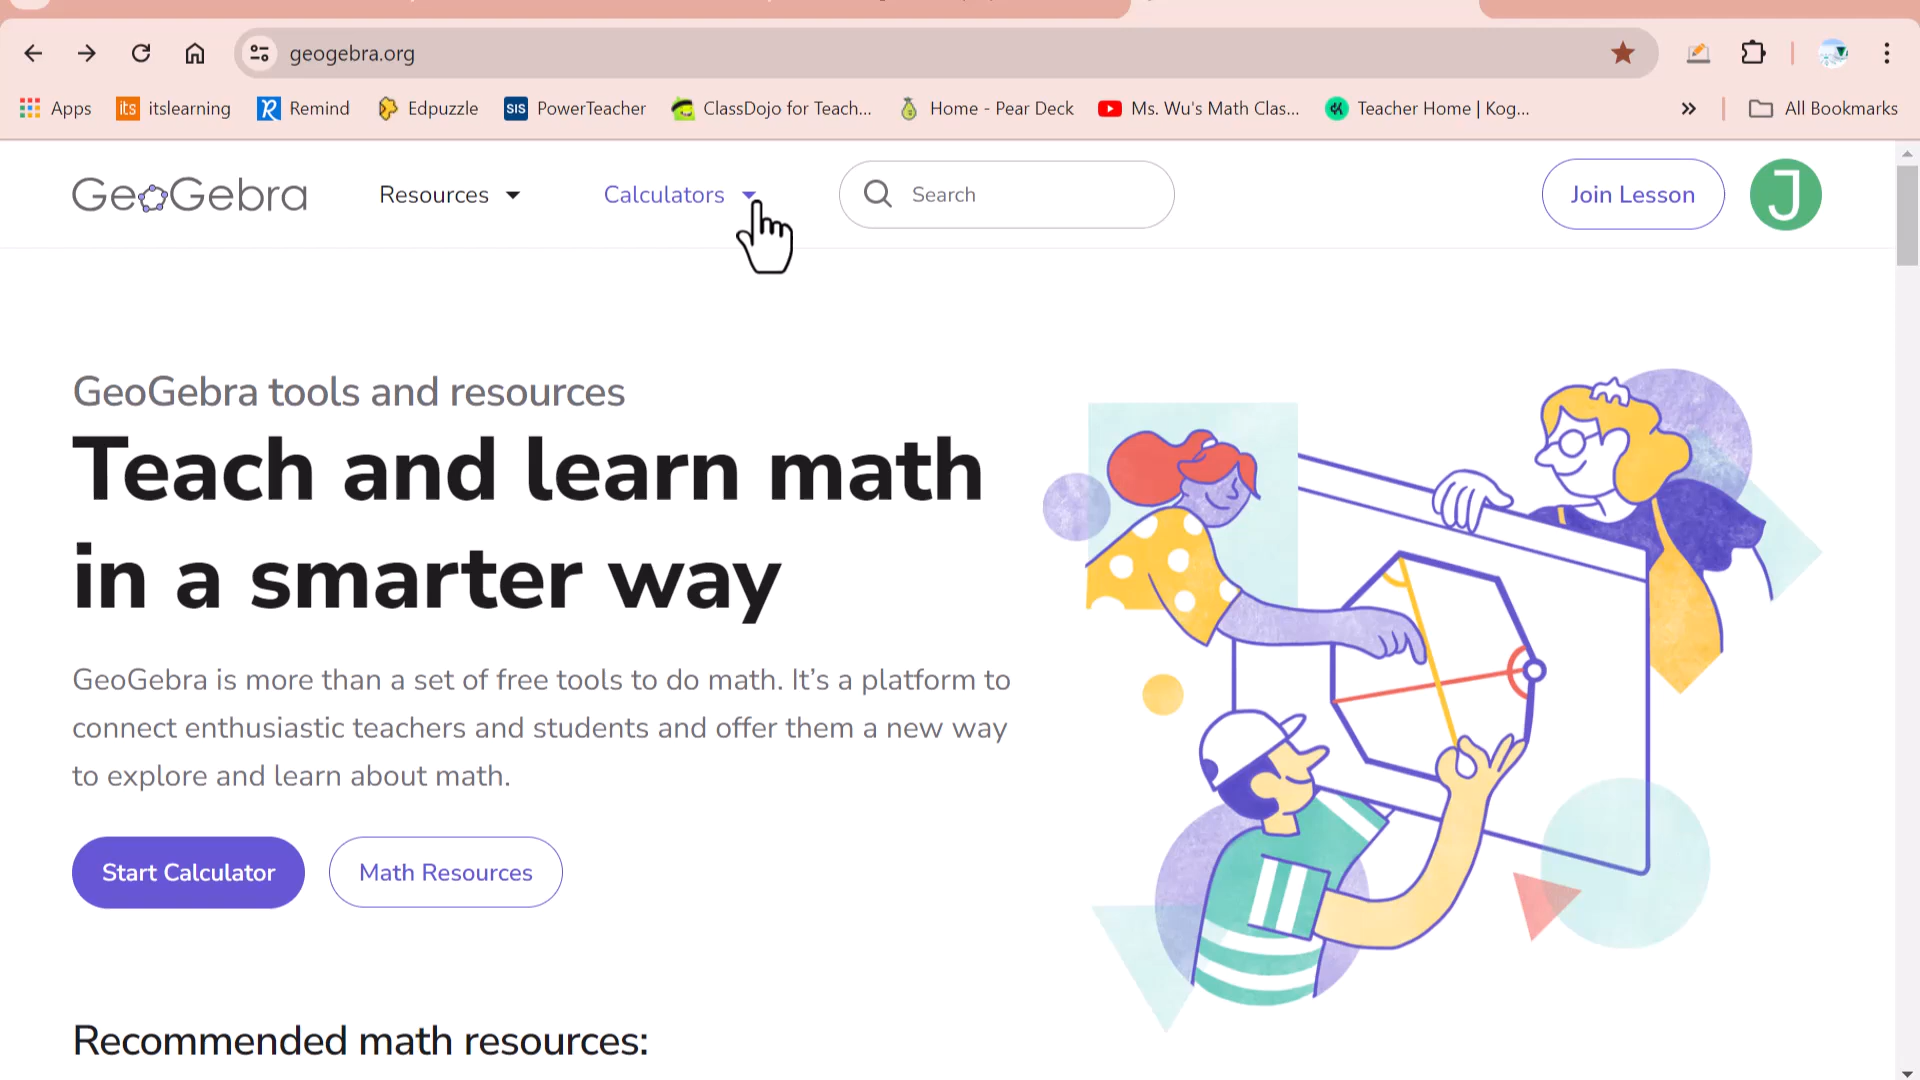 geogebra.org
Apps
its itslearning
Remind
Edpuzzle
SIS PowerTeacher
ClassDojo for Teach...
Home - Pear Deck
Ms. Wu's Math Clas...
Teacher Home | Kog...
»
All Bookmarks
GeoGebra
Resources
Calculators
Search
Join Lesson
J
GeoGebra tools and resources
Teach and learn math
in a smarter way
GeoGebra is more than a set of free tools to do math. It’s a platform to
connect enthusiastic teachers and students and offer them a new way
to explore and learn about math.
Start Calculator
Math Resources
Recommended math resources: